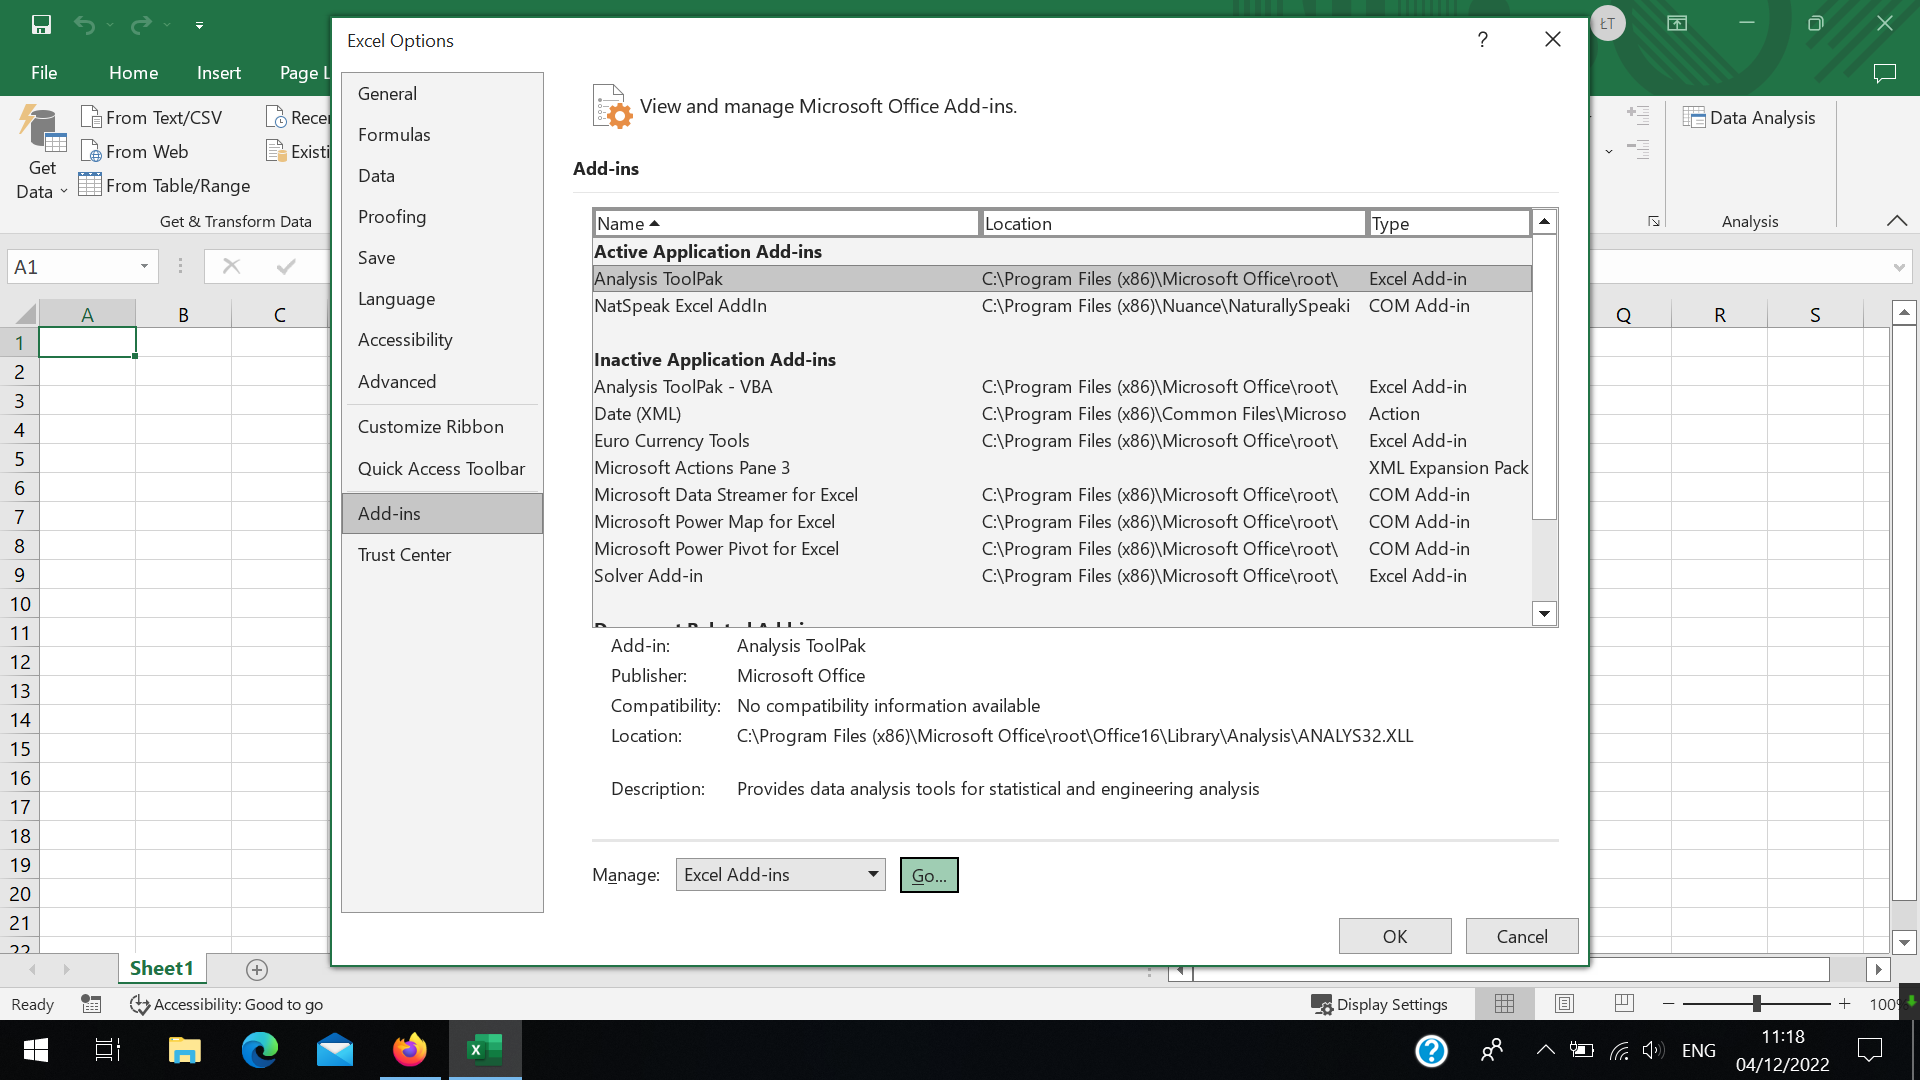 Excel Options
ŁT
File
Home
Insert
Page L
Get
Data
From Text/CSV
From Web
From Table/Range
Recen
Existi
Get & Transform Data
Data Analysis
Analysis
A1
A B C Q R S
1
2
3
4
5
6
7
8
9
10
11
12
13
14
15
16
17
18
19
20
21
22
General
Formulas
Data
Proofing
Save
Language
Accessibility
Advanced
Customize Ribbon
Quick Access Toolbar
Add-ins
Trust Center
View and manage Microsoft Office Add-ins.
Add-ins
Name Location Type
Active Application Add-ins
Analysis ToolPak C:\Program Files (x86)\Microsoft Office\root\ Excel Add-in
NatSpeak Excel AddIn C:\Program Files (x86)\Nuance\NaturallySpeaki COM Add-in
Inactive Application Add-ins
Analysis ToolPak - VBA C:\Program Files (x86)\Microsoft Office\root\ Excel Add-in
Date (XML) C:\Program Files (x86)\Common Files\Microso Action
Euro Currency Tools C:\Program Files (x86)\Microsoft Office\root\ Excel Add-in
Microsoft Actions Pane 3 XML Expansion Pack
Microsoft Data Streamer for Excel C:\Program Files (x86)\Microsoft Office\root\ COM Add-in
Microsoft Power Map for Excel C:\Program Files (x86)\Microsoft Office\root\ COM Add-in
Microsoft Power Pivot for Excel C:\Program Files (x86)\Microsoft Office\root\ COM Add-in
Solver Add-in C:\Program Files (x86)\Microsoft Office\root\ Excel Add-in
Document Related Add-ins
Add-in: Analysis ToolPak
Publisher: Microsoft Office
Compatibility: No compatibility information available
Location: C:\Program Files (x86)\Microsoft Office\root\Office16\Library\Analysis\ANALYS32.XLL
Description: Provides data analysis tools for statistical and engineering analysis
Manage: Excel Add-ins Go...
OK Cancel
Sheet1
Ready
Accessibility: Good to go
Display Settings
100%
ENG
11:18
04/12/2022